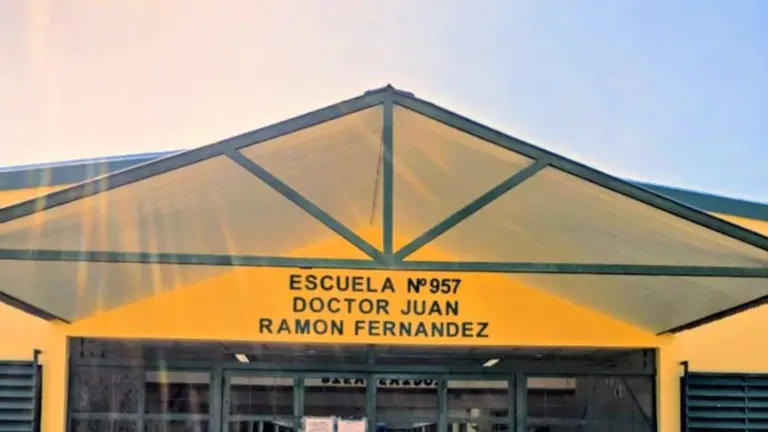 ESCUELA Nº957
DOCTOR JUAN
RAMON FERNANDEZ